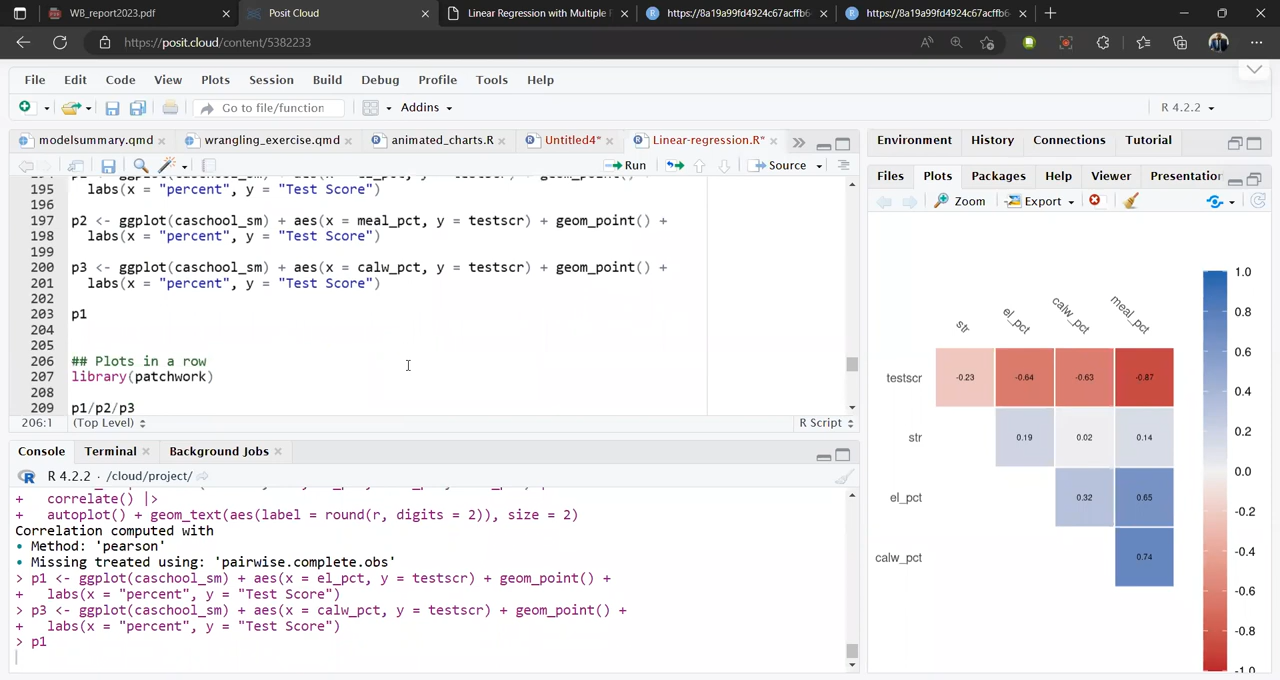 WB_report2023.pdf
Posit Cloud
Linear Regression with Multiple
https://8a19a99fd4924c67acffb6
https://8a19a99fd4924c67acffb6
https://posit.cloud/content/5382233
File Edit Code View Plots Session Build Debug Profile Tools Help
Go to file/function
Addins
R 4.2.2
modelsummary.qmd
wrangling_exercise.qmd
animated_charts.R
Untitled4*
Linear-regression.R*
Run
Source
195 labs(x = "percent", y = "Test Score")
196
197 p2 <- ggplot(caschool_sm) + aes(x = meal_pct, y = testscr) + geom_point() +
198 labs(x = "percent", y = "Test Score")
199
200 p3 <- ggplot(caschool_sm) + aes(x = calw_pct, y = testscr) + geom_point() +
201 labs(x = "percent", y = "Test Score")
202
203 p1
204
205
206 ## Plots in a row
207 library(patchwork)
208
209 p1/p2/p3
206:1 (Top Level) R Script
Console Terminal Background Jobs
R 4.2.2 · /cloud/project/
+ correlate() |>
+ autoplot() + geom_text(aes(label = round(r, digits = 2)), size = 2)
Correlation computed with
• Method: 'pearson'
• Missing treated using: 'pairwise.complete.obs'
> p1 <- ggplot(caschool_sm) + aes(x = el_pct, y = testscr) + geom_point() +
+ labs(x = "percent", y = "Test Score")
> p3 <- ggplot(caschool_sm) + aes(x = calw_pct, y = testscr) + geom_point() +
+ labs(x = "percent", y = "Test Score")
> p1
Environment History Connections Tutorial
Files Plots Packages Help Viewer Presentation
Zoom Export
str el_pct calw_pct meal_pct
testscr -0.23 -0.64 -0.63 -0.87
str 0.19 0.02 0.14
el_pct 0.32 0.65
calw_pct 0.74
1.0
0.8
0.6
0.4
0.2
0.0
-0.2
-0.4
-0.6
-0.8
-1.0